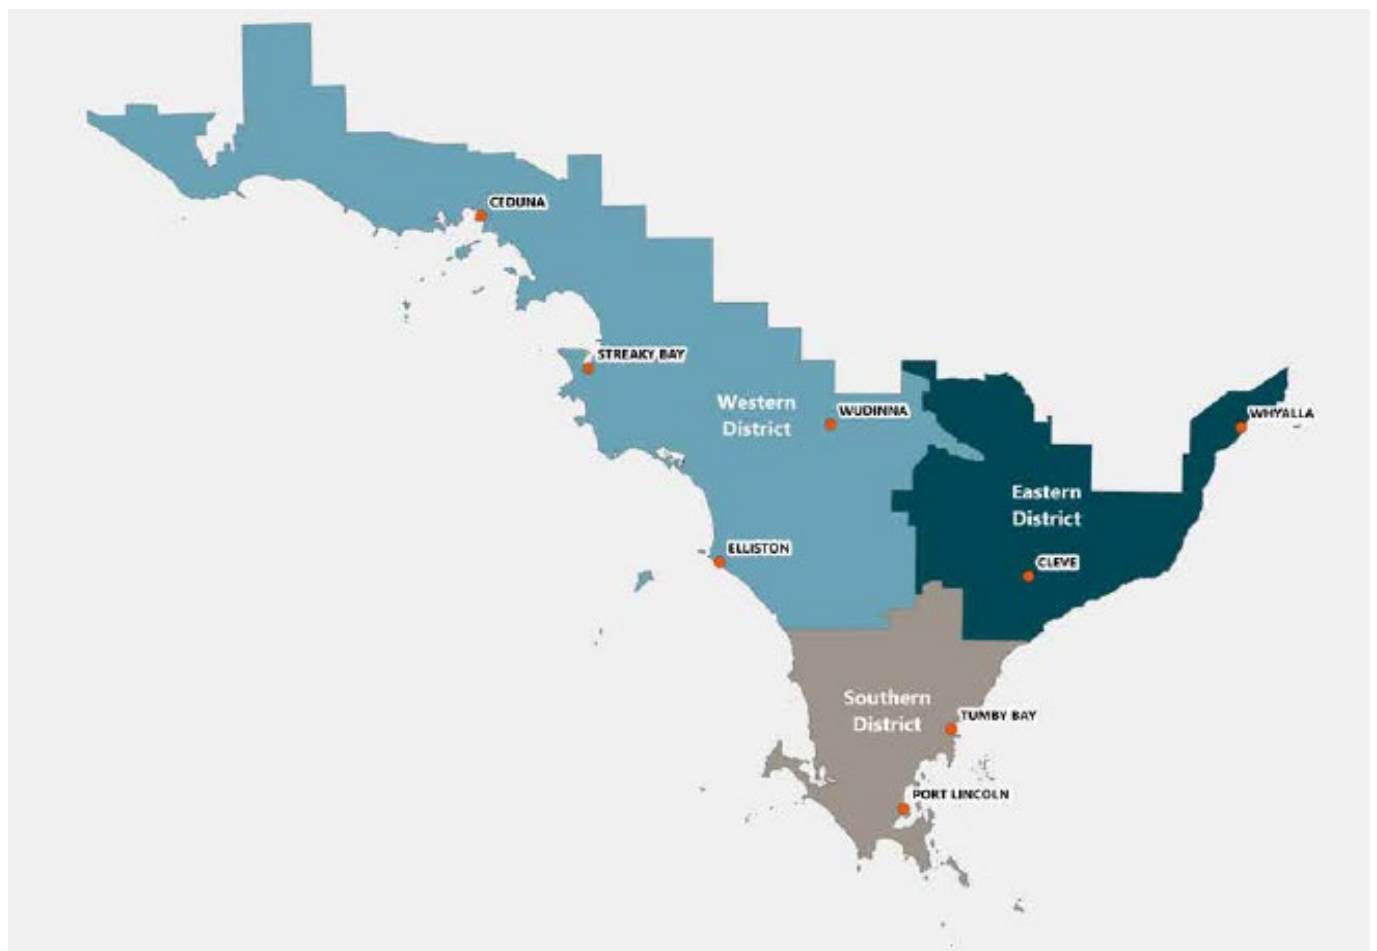 CEDUNA
STREAKY BAY
Western
District
WUDINNA
WHYALLA
Eastern
District
ELLISTON
CLEVE
Southern
District
TUMBY BAY
PORT LINCOLN